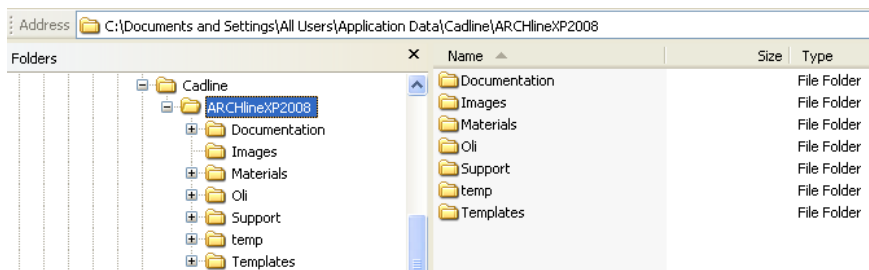 Address C:\Documents and Settings\All Users\Application Data\Cadline\ARCHlineXP2008
Folders
Cadline
ARCHlineXP2008
Documentation
Images
Materials
Oli
Support
temp
Templates
Name Size Type
Documentation File Folder
Images File Folder
Materials File Folder
Oli File Folder
Support File Folder
temp File Folder
Templates File Folder